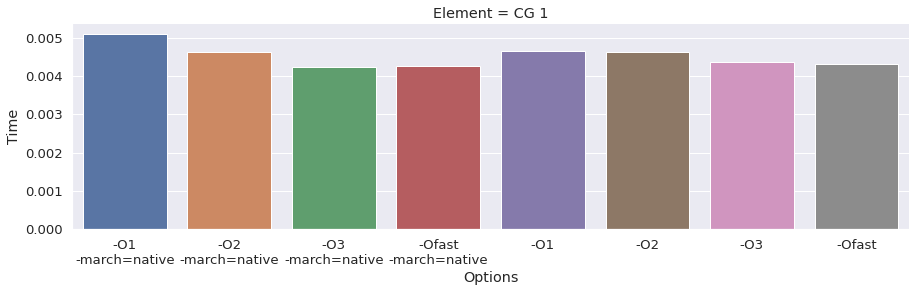 Element = CG 1
Time
0.005
0.004
0.003
0.002
0.001
0.000
-O1 -O2 -O3 -Ofast -O1 -O2 -O3 -Ofast
-march=native -march=native -march=native -march=native
Options